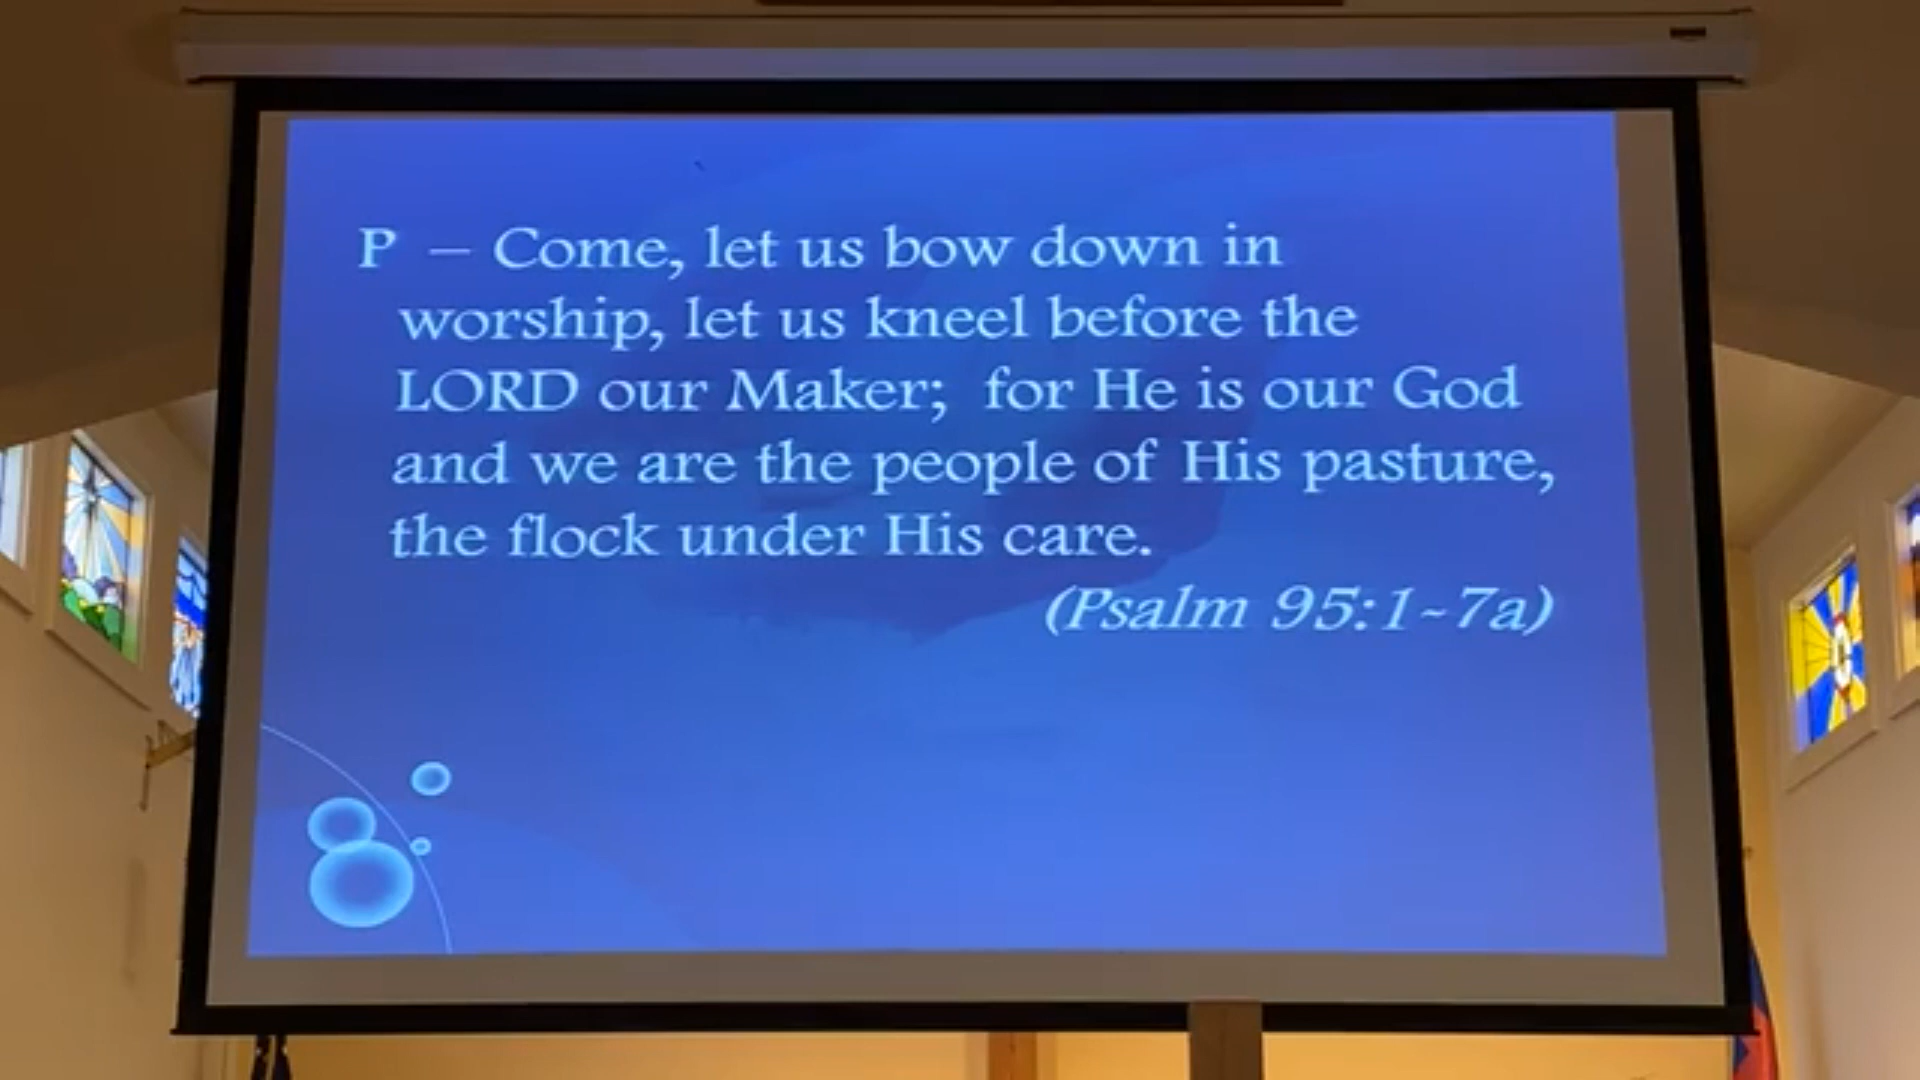 P – Come, let us bow down in
worship, let us kneel before the
LORD our Maker; for He is our God
and we are the people of His pasture,
the flock under His care.
(Psalm 95:1~7a)